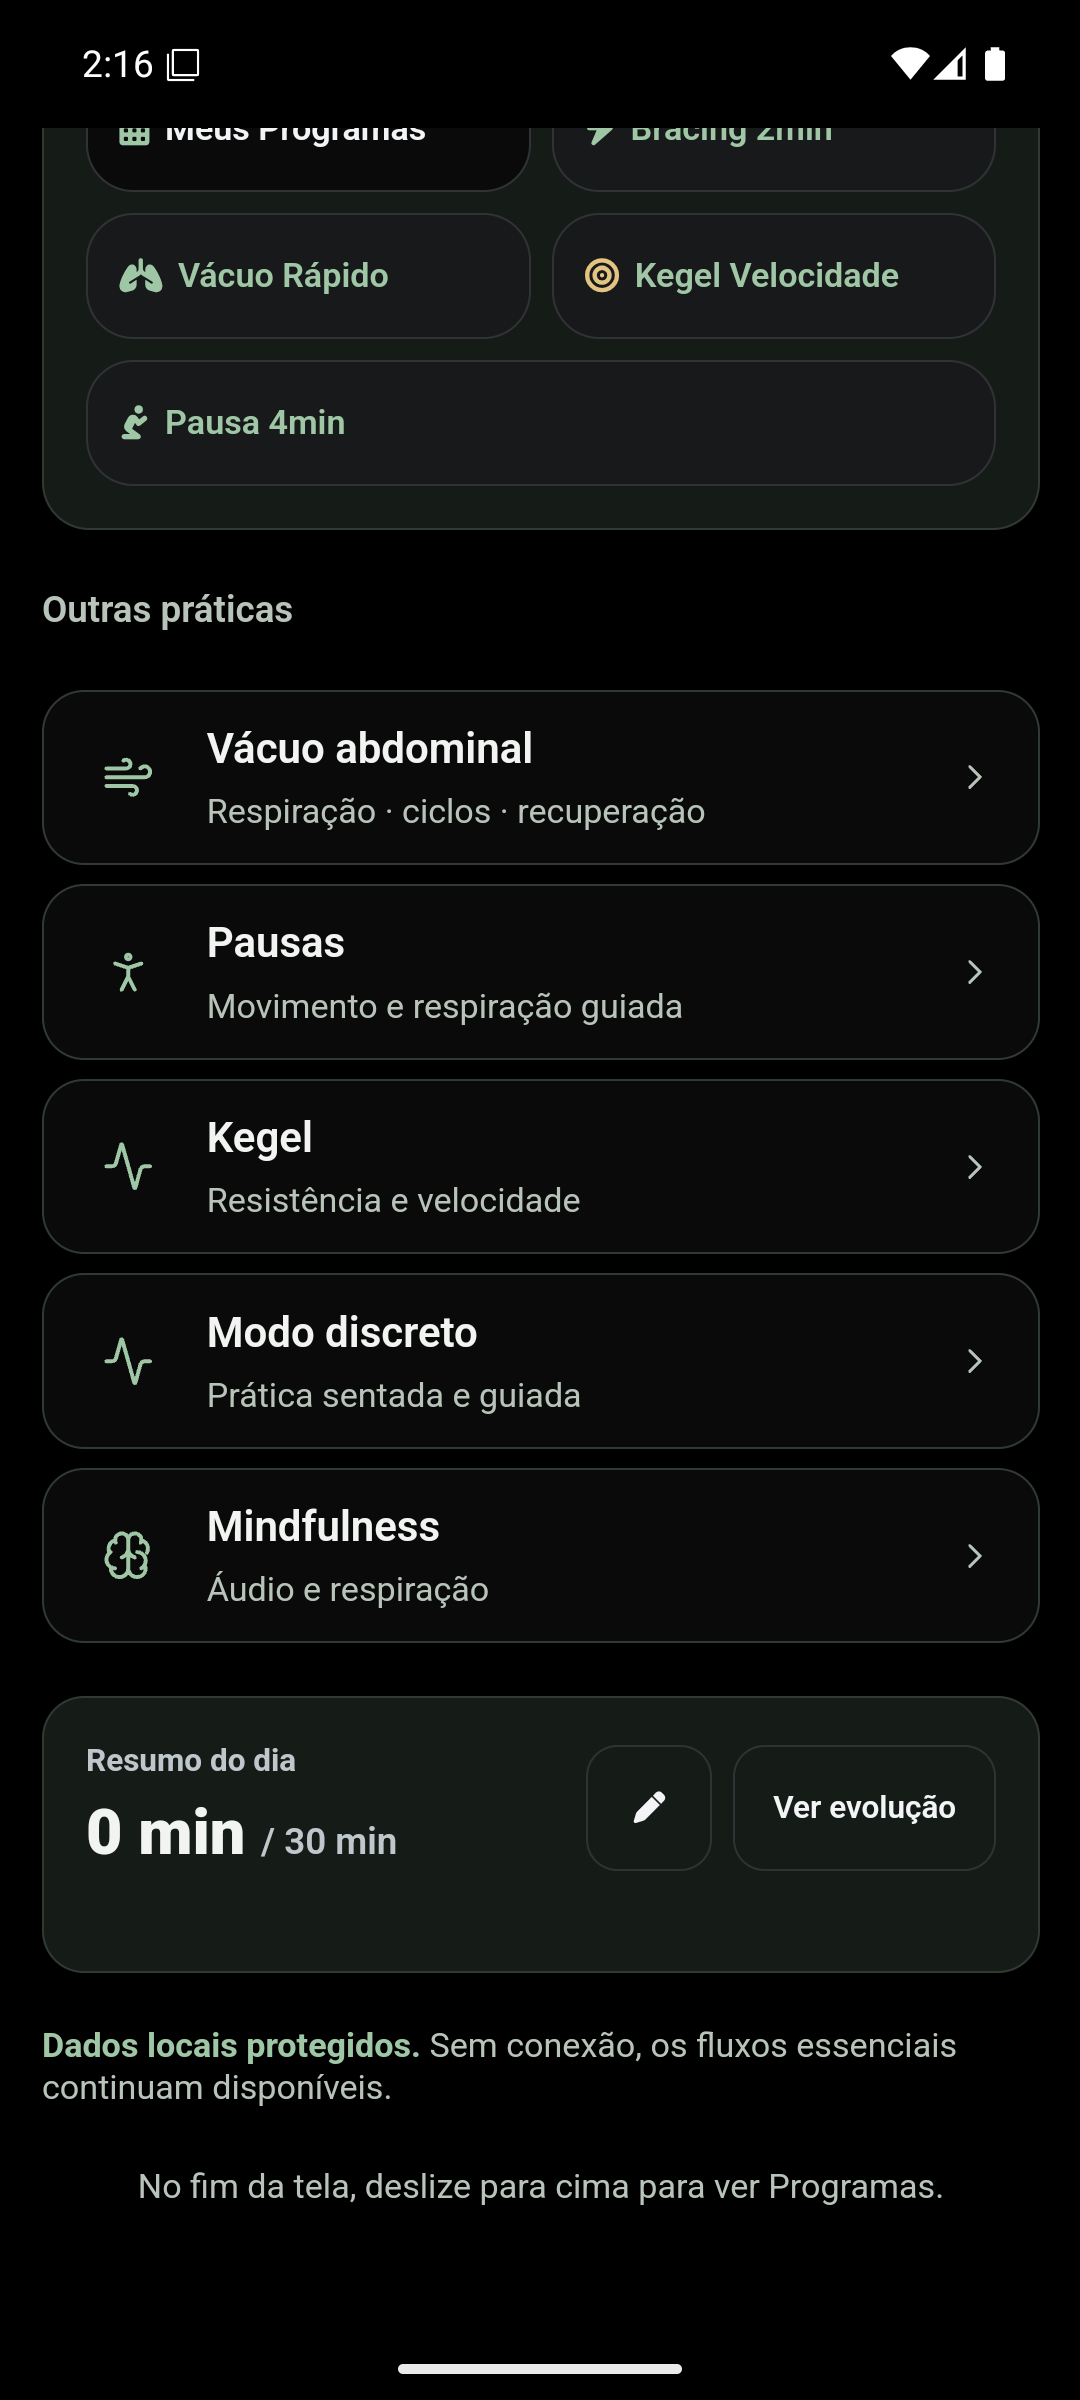 2:16
Meus Programas
Bracing 2min
Vácuo Rápido
Kegel Velocidade
Pausa 4min
Outras práticas
Vácuo abdominal
Respiração · ciclos · recuperação
Pausas
Movimento e respiração guiada
Kegel
Resistência e velocidade
Modo discreto
Prática sentada e guiada
Mindfulness
Áudio e respiração
Resumo do dia
0 min / 30 min
Ver evolução
Dados locais protegidos. Sem conexão, os fluxos essenciais
continuam disponíveis.
No fim da tela, deslize para cima para ver Programas.